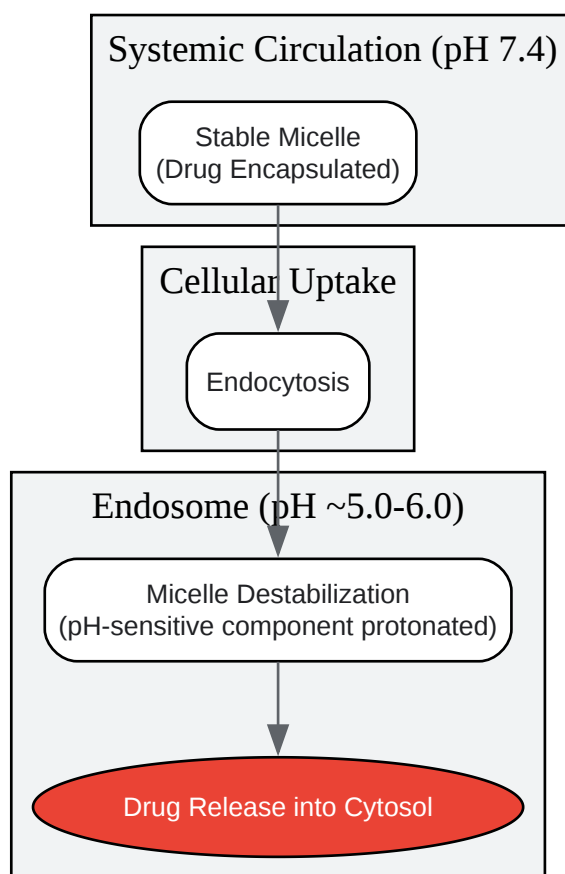 Systemic Circulation (pH 7.4)
Stable Micelle
(Drug Encapsulated)
Cellular Uptake
Endocytosis
Endosome (pH ~5.0-6.0)
Micelle Destabilization
(pH-sensitive component protonated)
Drug Release into Cytosol